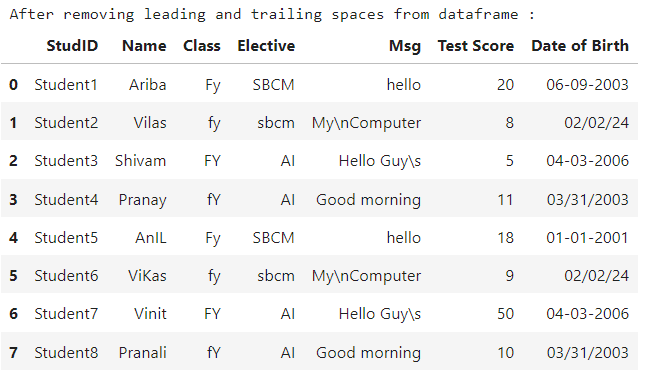 After removing leading and trailing spaces from dataframe :
StudID Name Class Elective Msg Test Score Date of Birth
0 Student1 Ariba Fy SBCM hello 20 06-09-2003
1 Student2 Vilas fy sbcm My\nComputer 8 02/02/24
2 Student3 Shivam FY AI Hello Guy\s 5 04-03-2006
3 Student4 Pranay fY AI Good morning 11 03/31/2003
4 Student5 AnIL Fy SBCM hello 18 01-01-2001
5 Student6 ViKas fy sbcm My\nComputer 9 02/02/24
6 Student7 Vinit FY AI Hello Guy\s 50 04-03-2006
7 Student8 Pranali fY AI Good morning 10 03/31/2003